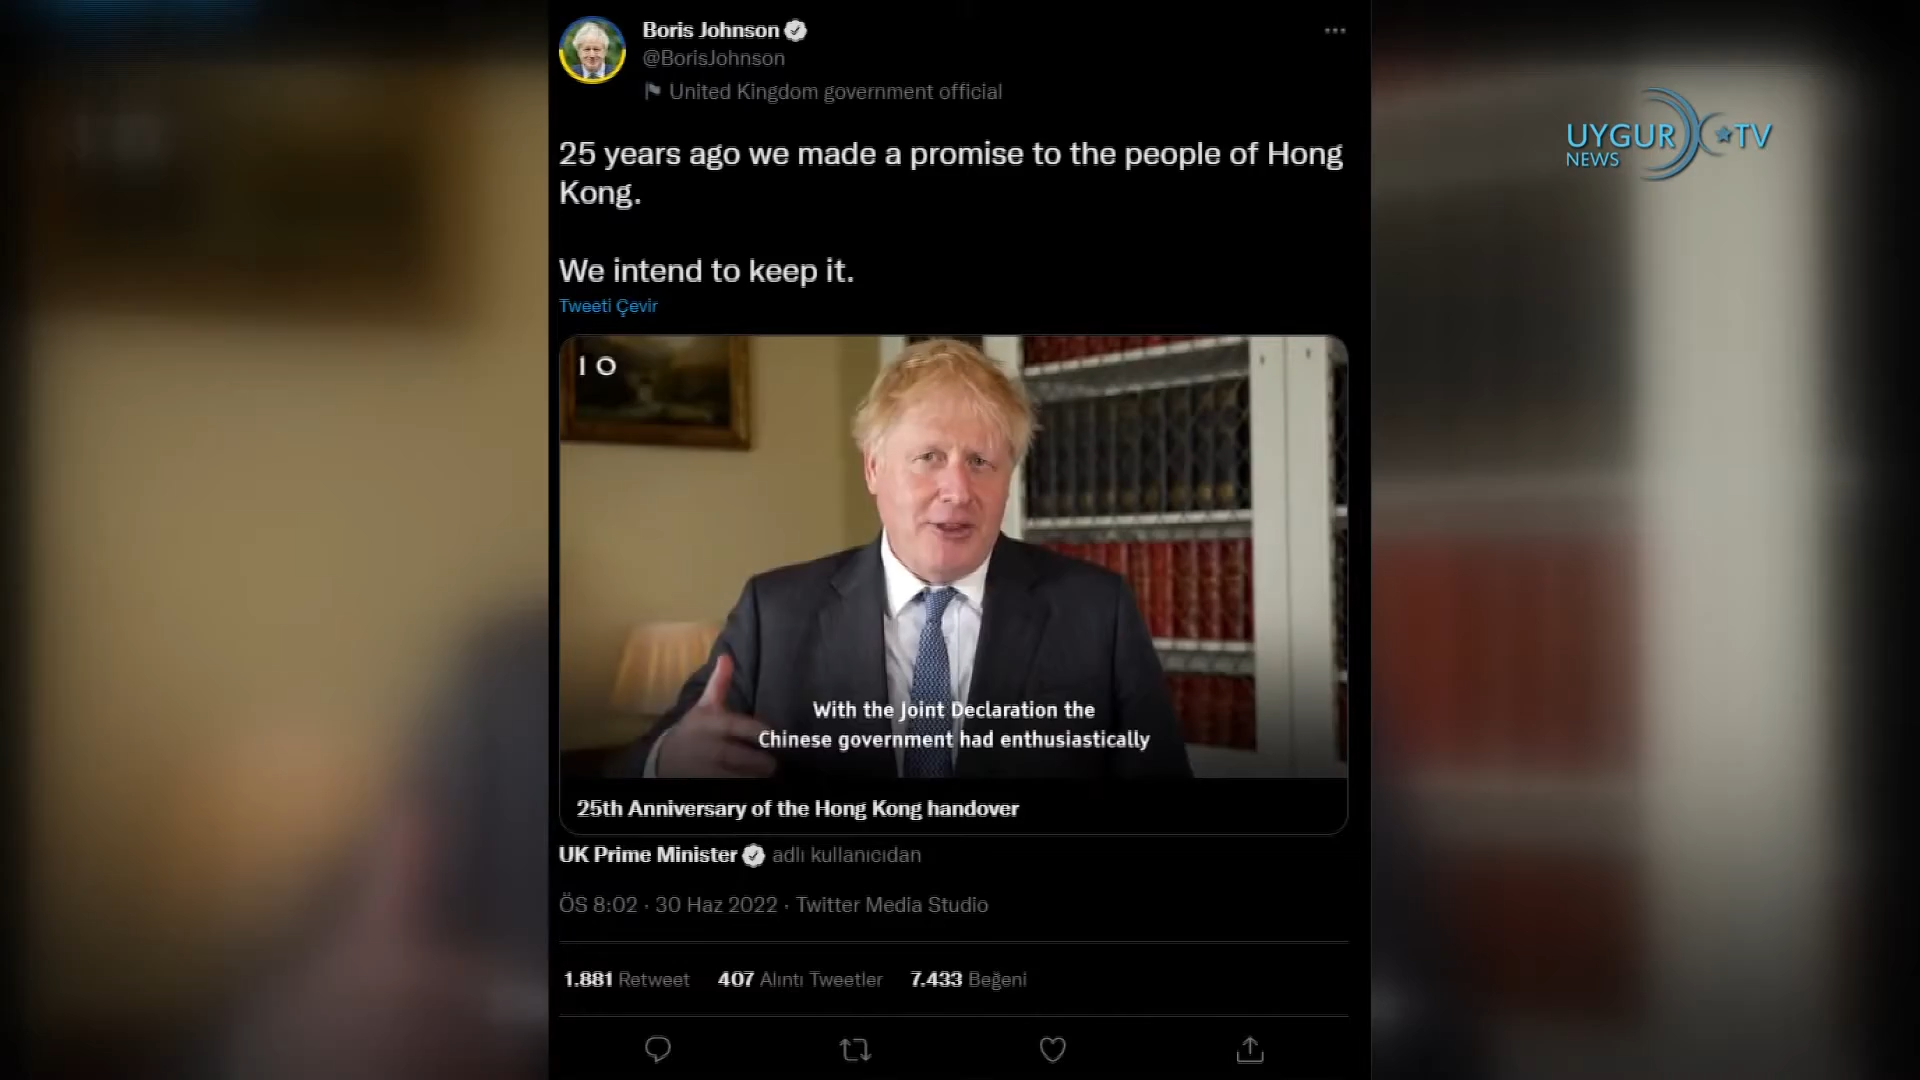 Boris Johnson
@BorisJohnson
United Kingdom government official
25 years ago we made a promise to the people of Hong
Kong.
We intend to keep it.
Tweeti Çevir
10
With the Joint Declaration the
Chinese government had enthusiastically
25th Anniversary of the Hong Kong handover
UK Prime Minister adlı kullanıcıdan
ÖS 8:02 · 30 Haz 2022 · Twitter Media Studio
1.881 Retweet 407 Alıntı Tweetler 7.433 Beğeni
UYGUR TV
NEWS